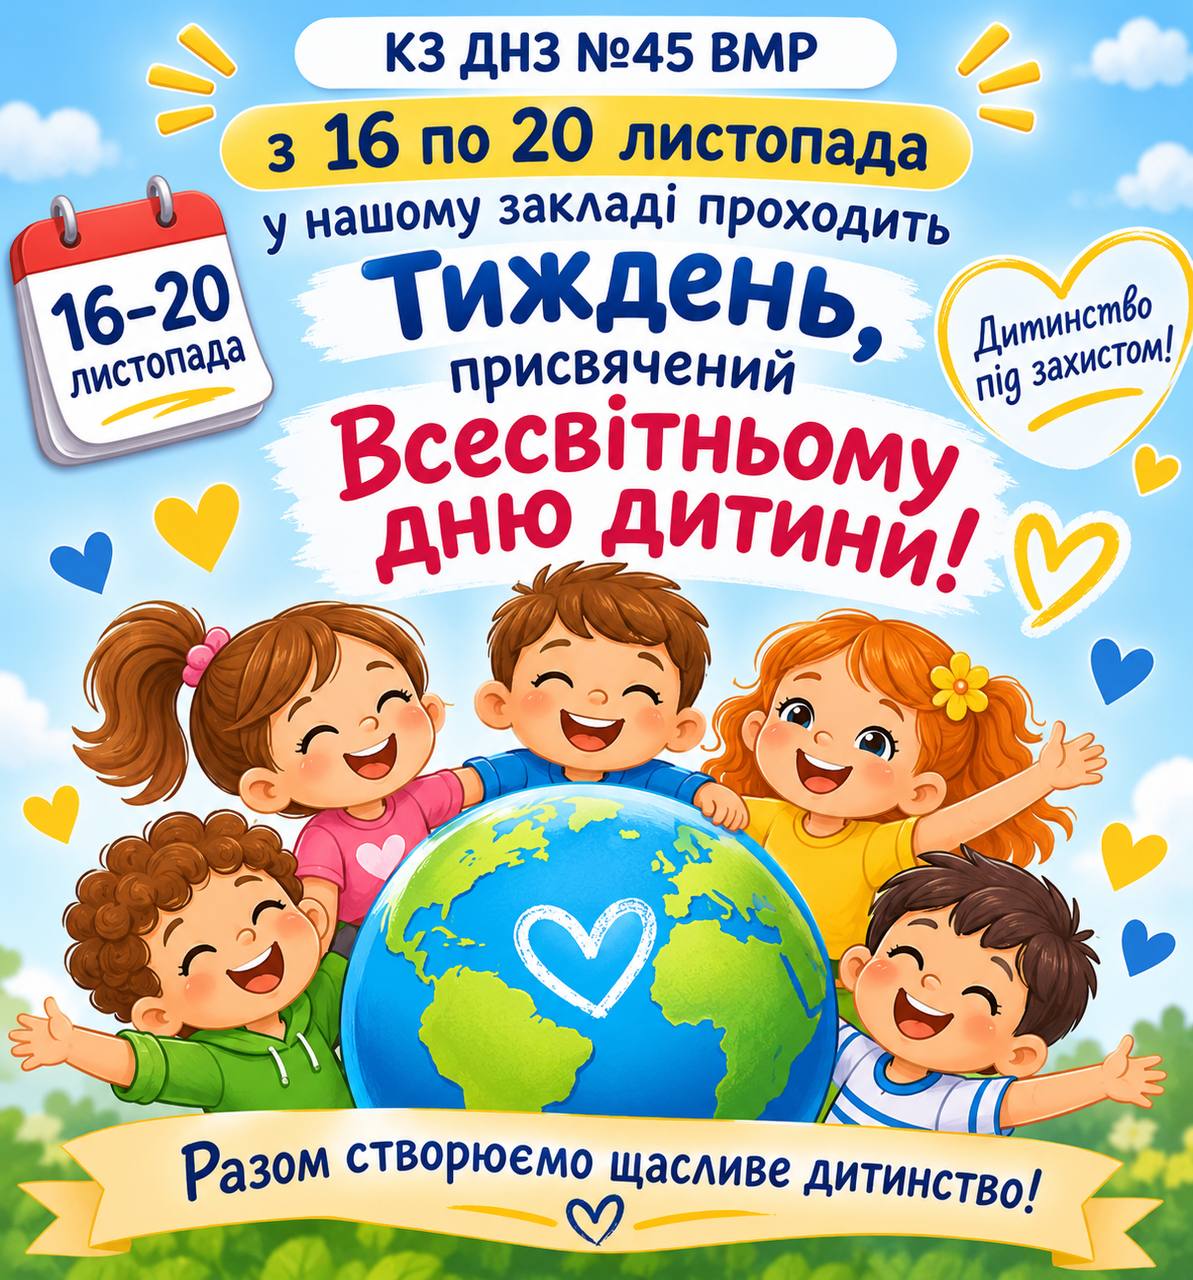 КЗ ДНЗ №45 ВМР
з 16 по 20 листопада
у нашому закладі проходить
Тиждень,
присвячений
Всесвітньому
дню дитини!
16-20
листопада
Дитинство
під захистом!
Разом створюємо щасливе дитинство!